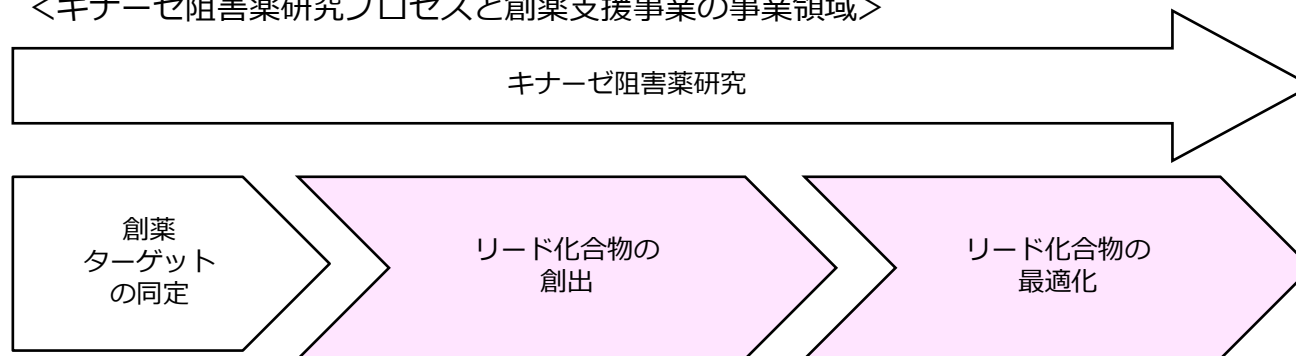 ＜キナーゼ阻害薬研究プロセスと創薬支援事業の事業領域＞
キナーゼ阻害薬研究
創薬
ターゲット
の同定
リード化合物の
創出
リード化合物の
最適化